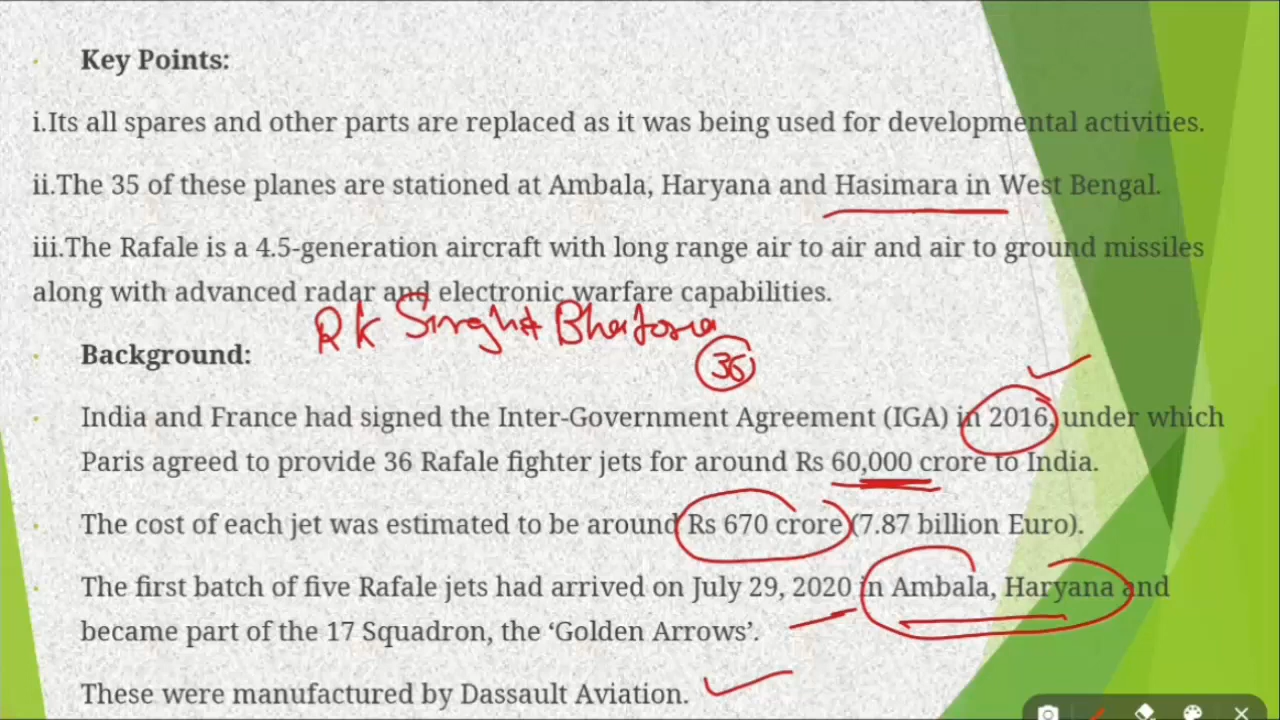 Key Points:
i.Its all spares and other parts are replaced as it was being used for developmental activities.
ii.The 35 of these planes are stationed at Ambala, Haryana and Hasimara in West Bengal.
iii.The Rafale is a 4.5-generation aircraft with long range air to air and air to ground missiles
along with advanced radar and electronic warfare capabilities.
RK Singh Bhatoria
36
Background:
India and France had signed the Inter-Government Agreement (IGA) in 2016, under which
Paris agreed to provide 36 Rafale fighter jets for around Rs 60,000 crore to India.
The cost of each jet was estimated to be around Rs 670 crore (7.87 billion Euro).
The first batch of five Rafale jets had arrived on July 29, 2020 in Ambala, Haryana and
became part of the 17 Squadron, the ‘Golden Arrows’.
These were manufactured by Dassault Aviation.